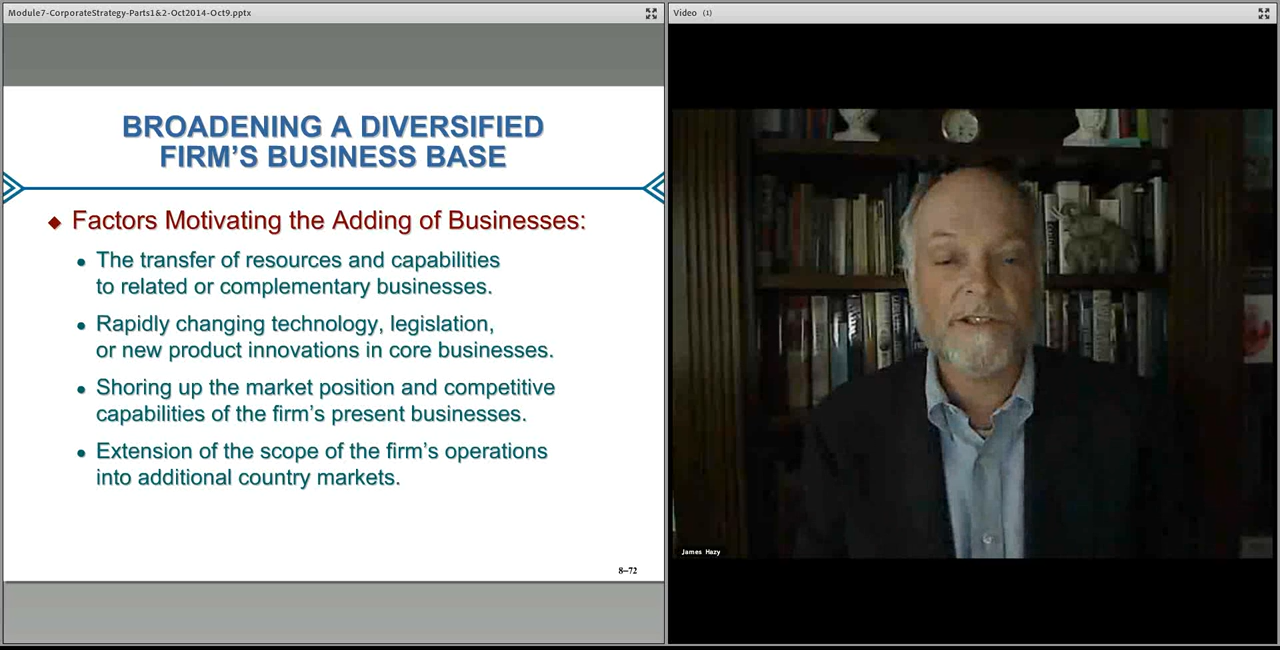 Module7-CorporateStrategy-Parts1&2-Oct2014-Oct9.pptx
BROADENING A DIVERSIFIED
FIRM'S BUSINESS BASE
◆ Factors Motivating the Adding of Businesses:
● The transfer of resources and capabilities
to related or complementary businesses.
● Rapidly changing technology, legislation,
or new product innovations in core businesses.
● Shoring up the market position and competitive
capabilities of the firm's present businesses.
● Extension of the scope of the firm's operations
into additional country markets.
8–72
Video (1)
James Hazy